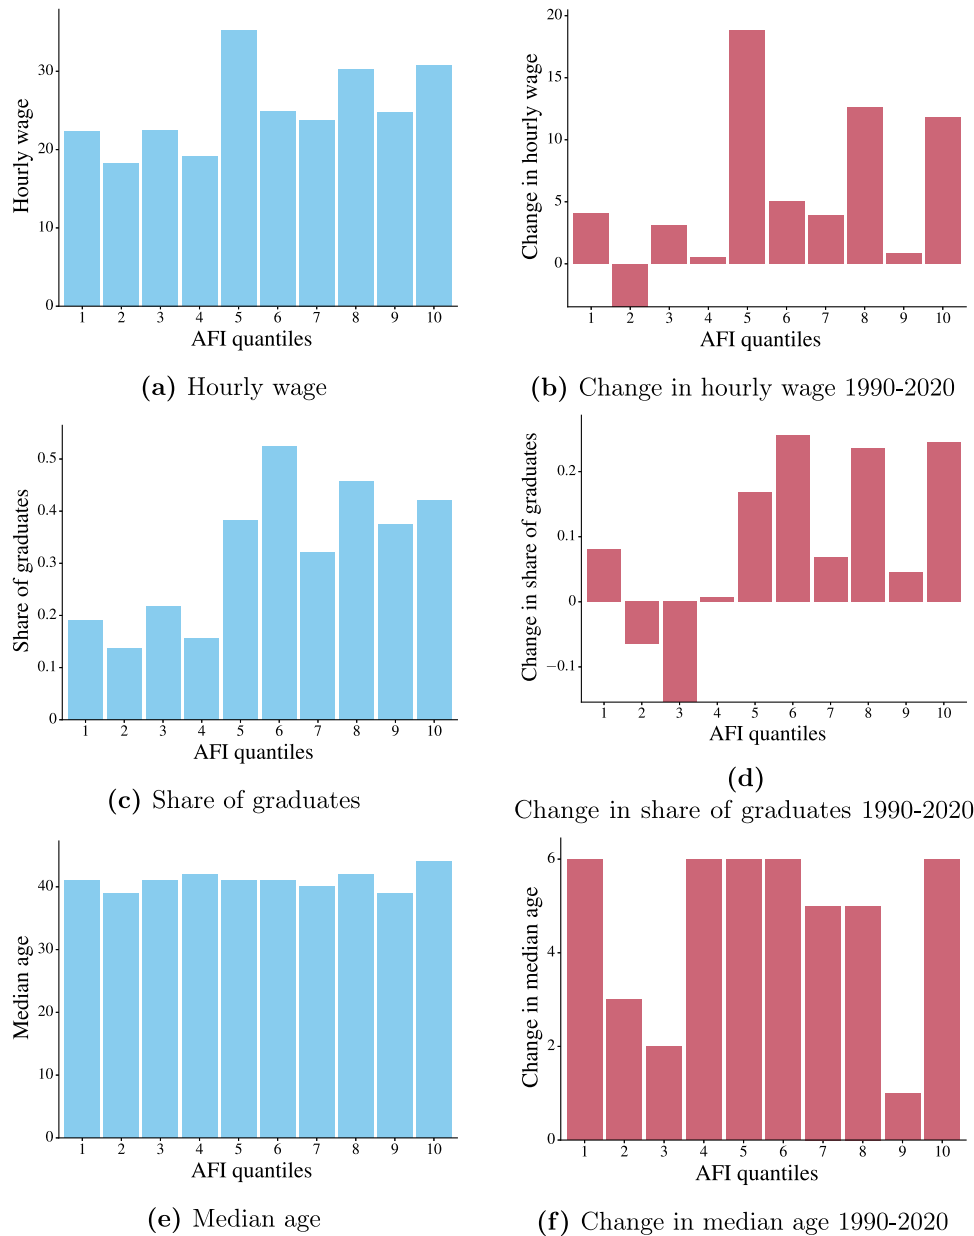 Hourly wage
30
20
10
0
1 2 3 4 5 6 7 8 9 10
AFI quantiles
(a) Hourly wage
Change in hourly wage
20
15
10
5
0
1 2 3 4 5 6 7 8 9 10
AFI quantiles
(b) Change in hourly wage 1990-2020
Share of graduates
0.5
0.4
0.3
0.2
0.1
0
1 2 3 4 5 6 7 8 9 10
AFI quantiles
(c) Share of graduates
Change in share of graduates
0.2
0.1
0
−0.1
1 2 3 4 5 6 7 8 9 10
AFI quantiles
(d)
Change in share of graduates 1990-2020
Median age
40
30
20
10
0
1 2 3 4 5 6 7 8 9 10
AFI quantiles
(e) Median age
Change in median age
6
4
2
0
1 2 3 4 5 6 7 8 9 10
AFI quantiles
(f) Change in median age 1990-2020